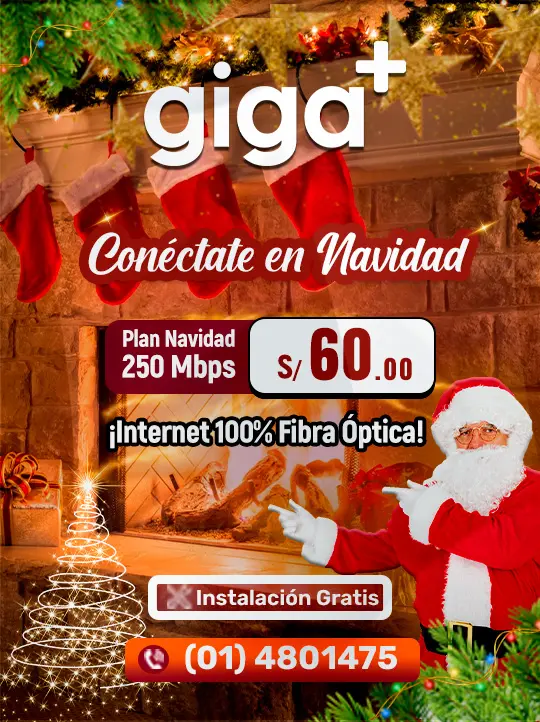 giga+
Conéctate en Navidad
Plan Navidad
250 Mbps
S/ 60.00
¡Internet 100% Fibra Óptica!
Instalación Gratis
(01) 4801475